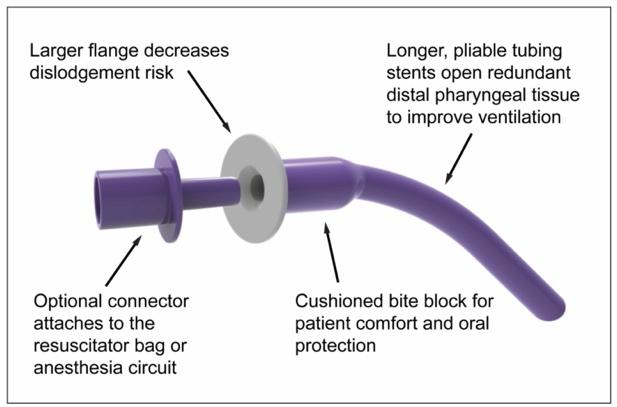 Larger flange decreases
dislodgement risk
Longer, pliable tubing
stents open redundant
distal pharyngeal tissue
to improve ventilation
Optional connector
attaches to the
resuscitator bag or
anesthesia circuit
Cushioned bite block for
patient comfort and oral
protection